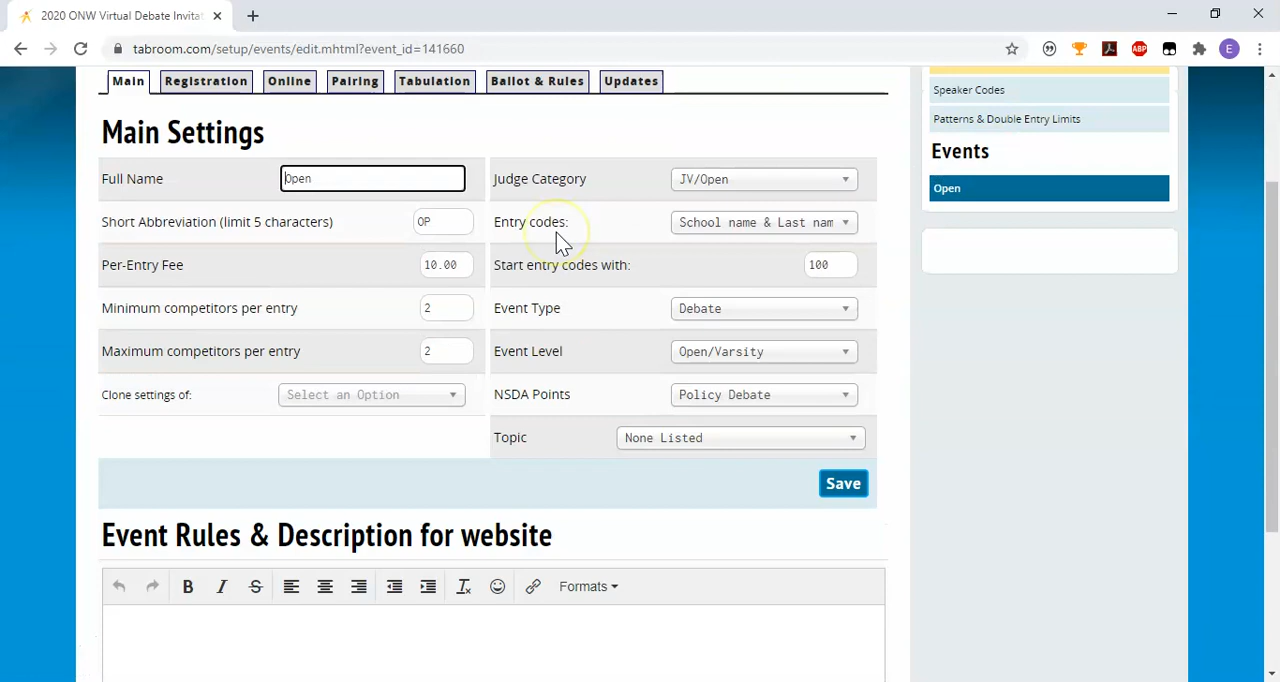 2020 ONW Virtual Debate Invitat
tabroom.com/setup/events/edit.mhtml?event_id=141660
ABP
E
Main Registration Online Pairing Tabulation Ballot & Rules Updates
Speaker Codes
Patterns & Double Entry Limits
Events
Open
Main Settings
Full Name Open Judge Category JV/Open
Short Abbreviation (limit 5 characters) OP Entry codes: School name & Last nam
Per-Entry Fee 10.00 Start entry codes with: 100
Minimum competitors per entry 2 Event Type Debate
Maximum competitors per entry 2 Event Level Open/Varsity
Clone settings of: Select an Option NSDA Points Policy Debate
Topic None Listed
Save
Event Rules & Description for website
B I S Formats